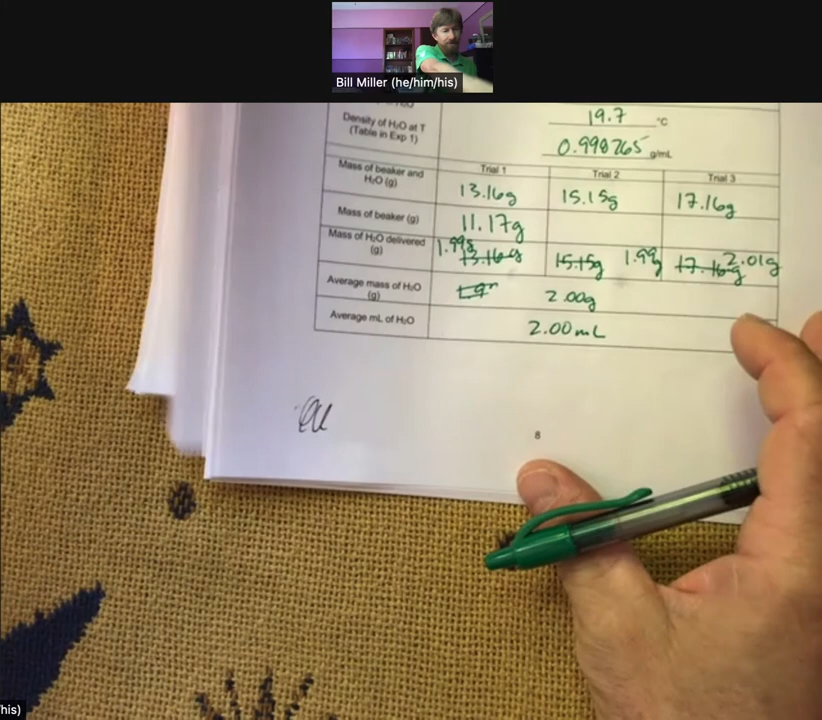 Bill Miller (he/him/his)
19.7 °C
Density of H₂O at T
(Table in Exp 1)
0.998265 g/mL
Trial 1 Trial 2 Trial 3
Mass of beaker and
H₂O (g)
13.16g 15.15g 17.16g
Mass of beaker (g)
11.17g
Mass of H₂O delivered
(g)
1.99g 13.16g 15.15g 1.99g 17.16g 2.01g
Average mass of H₂O
(g)
2.00g
Average mL of H₂O
2.00mL
8
his)